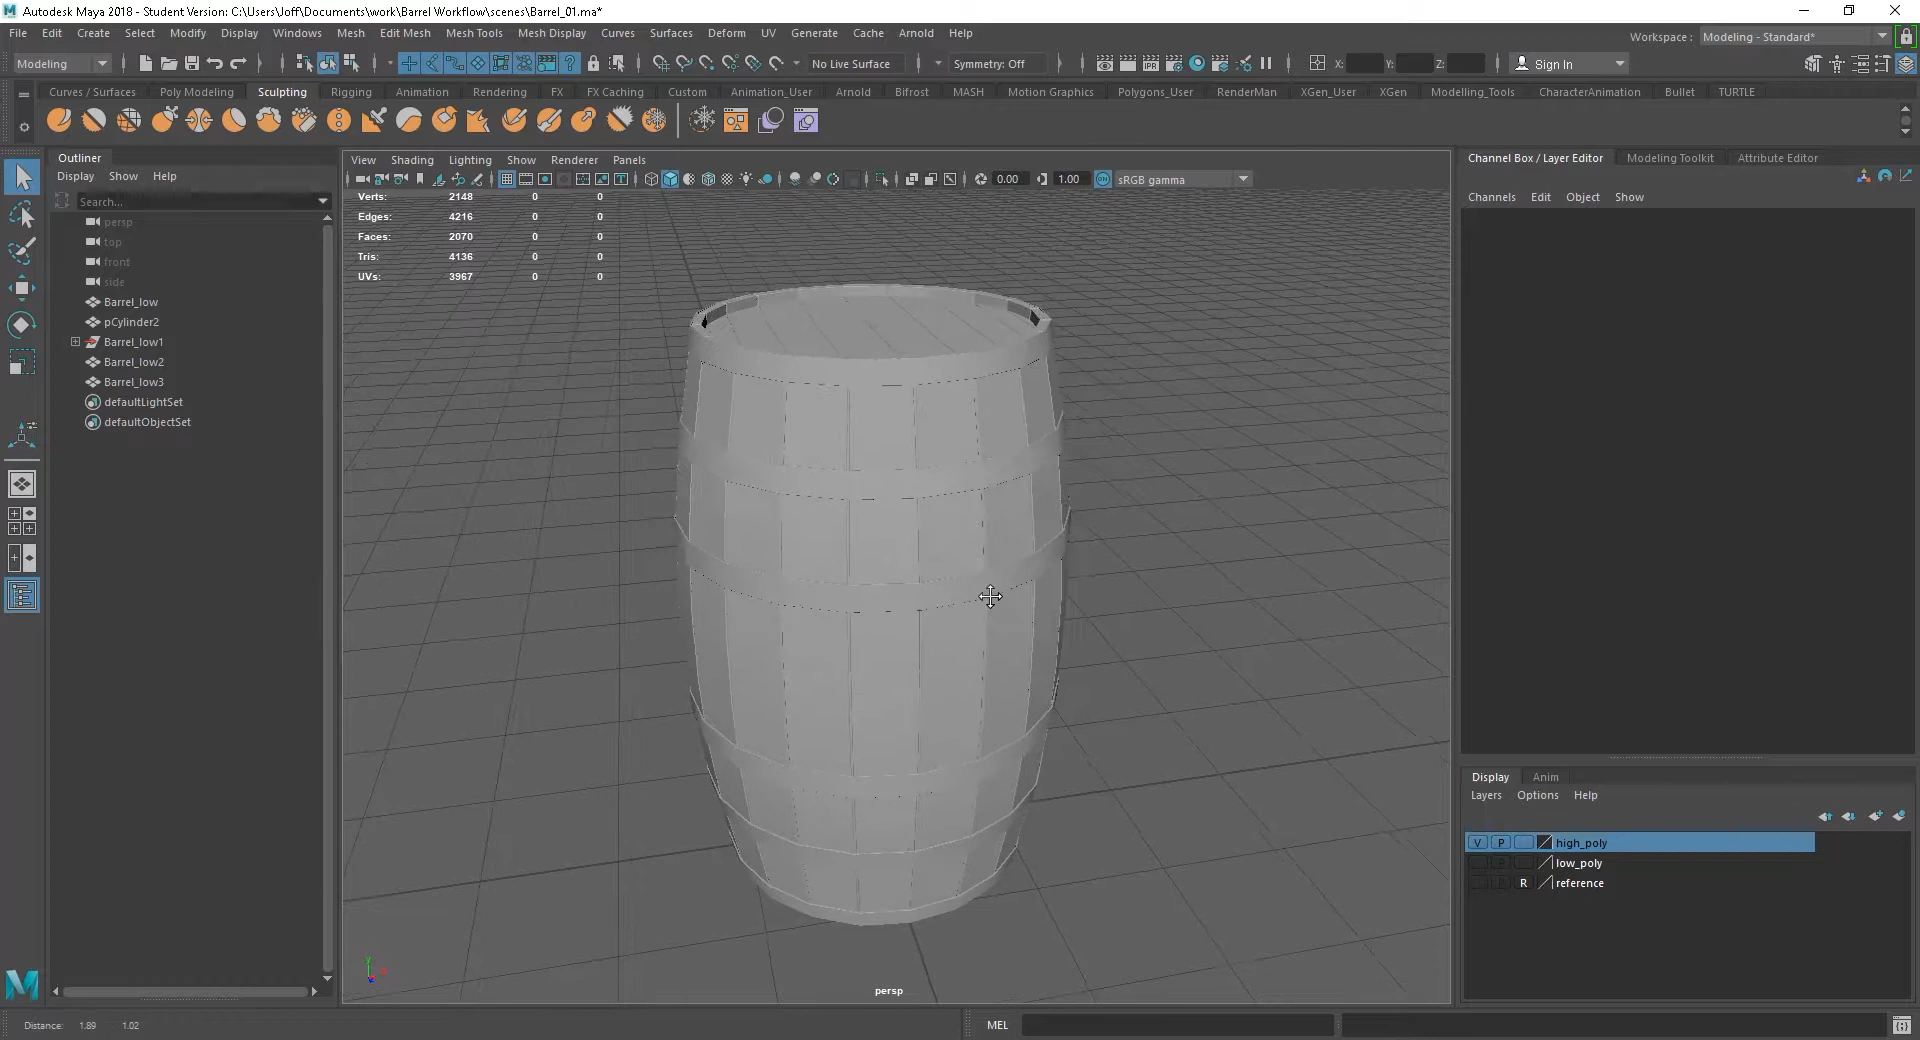 Autodesk Maya 2018 - Student Version: C:\Users\Joff\Documents\work\Barrel Workflow\scenes\Barrel_01.ma*
File Edit Create Select Modify Display Windows Mesh Edit Mesh Mesh Tools Mesh Display Curves Surfaces Deform UV Generate Cache Arnold Help
Workspace : Modeling - Standard*
Modeling No Live Surface Symmetry: Off X: Y: Z: Sign In
Curves / Surfaces Poly Modeling Sculpting Rigging Animation Rendering FX FX Caching Custom Animation_User Arnold Bifrost MASH Motion Graphics Polygons_User RenderMan XGen_User XGen Modelling_Tools CharacterAnimation Bullet TURTLE
Outliner
Display Show Help
Search...
persp
top
front
side
Barrel_low
pCylinder2
Barrel_low1
Barrel_low2
Barrel_low3
defaultLightSet
defaultObjectSet
View Shading Lighting Show Renderer Panels
0.00 1.00 sRGB gamma
Verts: 2148 0 0
Edges: 4216 0 0
Faces: 2070 0 0
Tris: 4136 0 0
UVs: 3967 0 0
persp
Channel Box / Layer Editor Modeling Toolkit Attribute Editor
Channels Edit Object Show
Display Anim
Layers Options Help
V P high_poly
P low_poly
R reference
Distance: 1.89 1.02
MEL